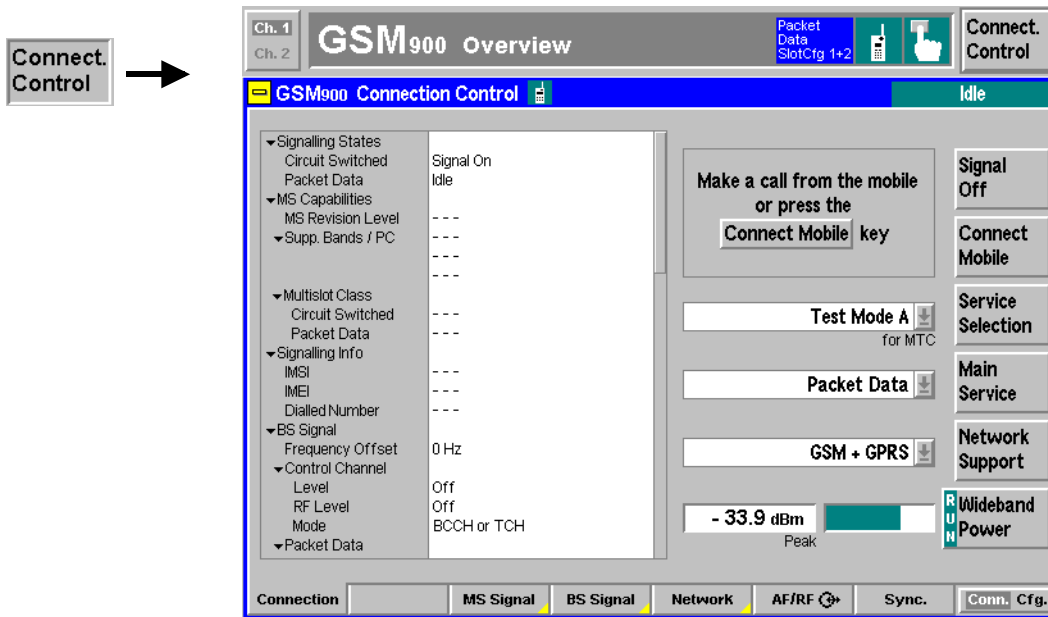 Connect.
Control
Ch. 1
Ch. 2
GSM900 Overview
Packet
Data
SlotCfg 1+2
Connect.
Control
GSM900 Connection Control
Idle
Signalling States
Circuit Switched Signal On
Packet Data Idle
MS Capabilities
MS Revision Level - - -
Supp. Bands / PC - - -
- - -
- - -
Multislot Class
Circuit Switched - - -
Packet Data - - -
Signalling Info
IMSI - - -
IMEI - - -
Dialled Number - - -
BS Signal
Frequency Offset 0 Hz
Control Channel
Level Off
RF Level Off
Mode BCCH or TCH
Packet Data
Make a call from the mobile
or press the
Connect Mobile key
Test Mode A
for MTC
Packet Data
GSM + GPRS
- 33.9 dBm
Peak
Signal
Off
Connect
Mobile
Service
Selection
Main
Service
Network
Support
RUN
Wideband
Power
Connection MS Signal BS Signal Network AF/RF Sync. Conn. Cfg.